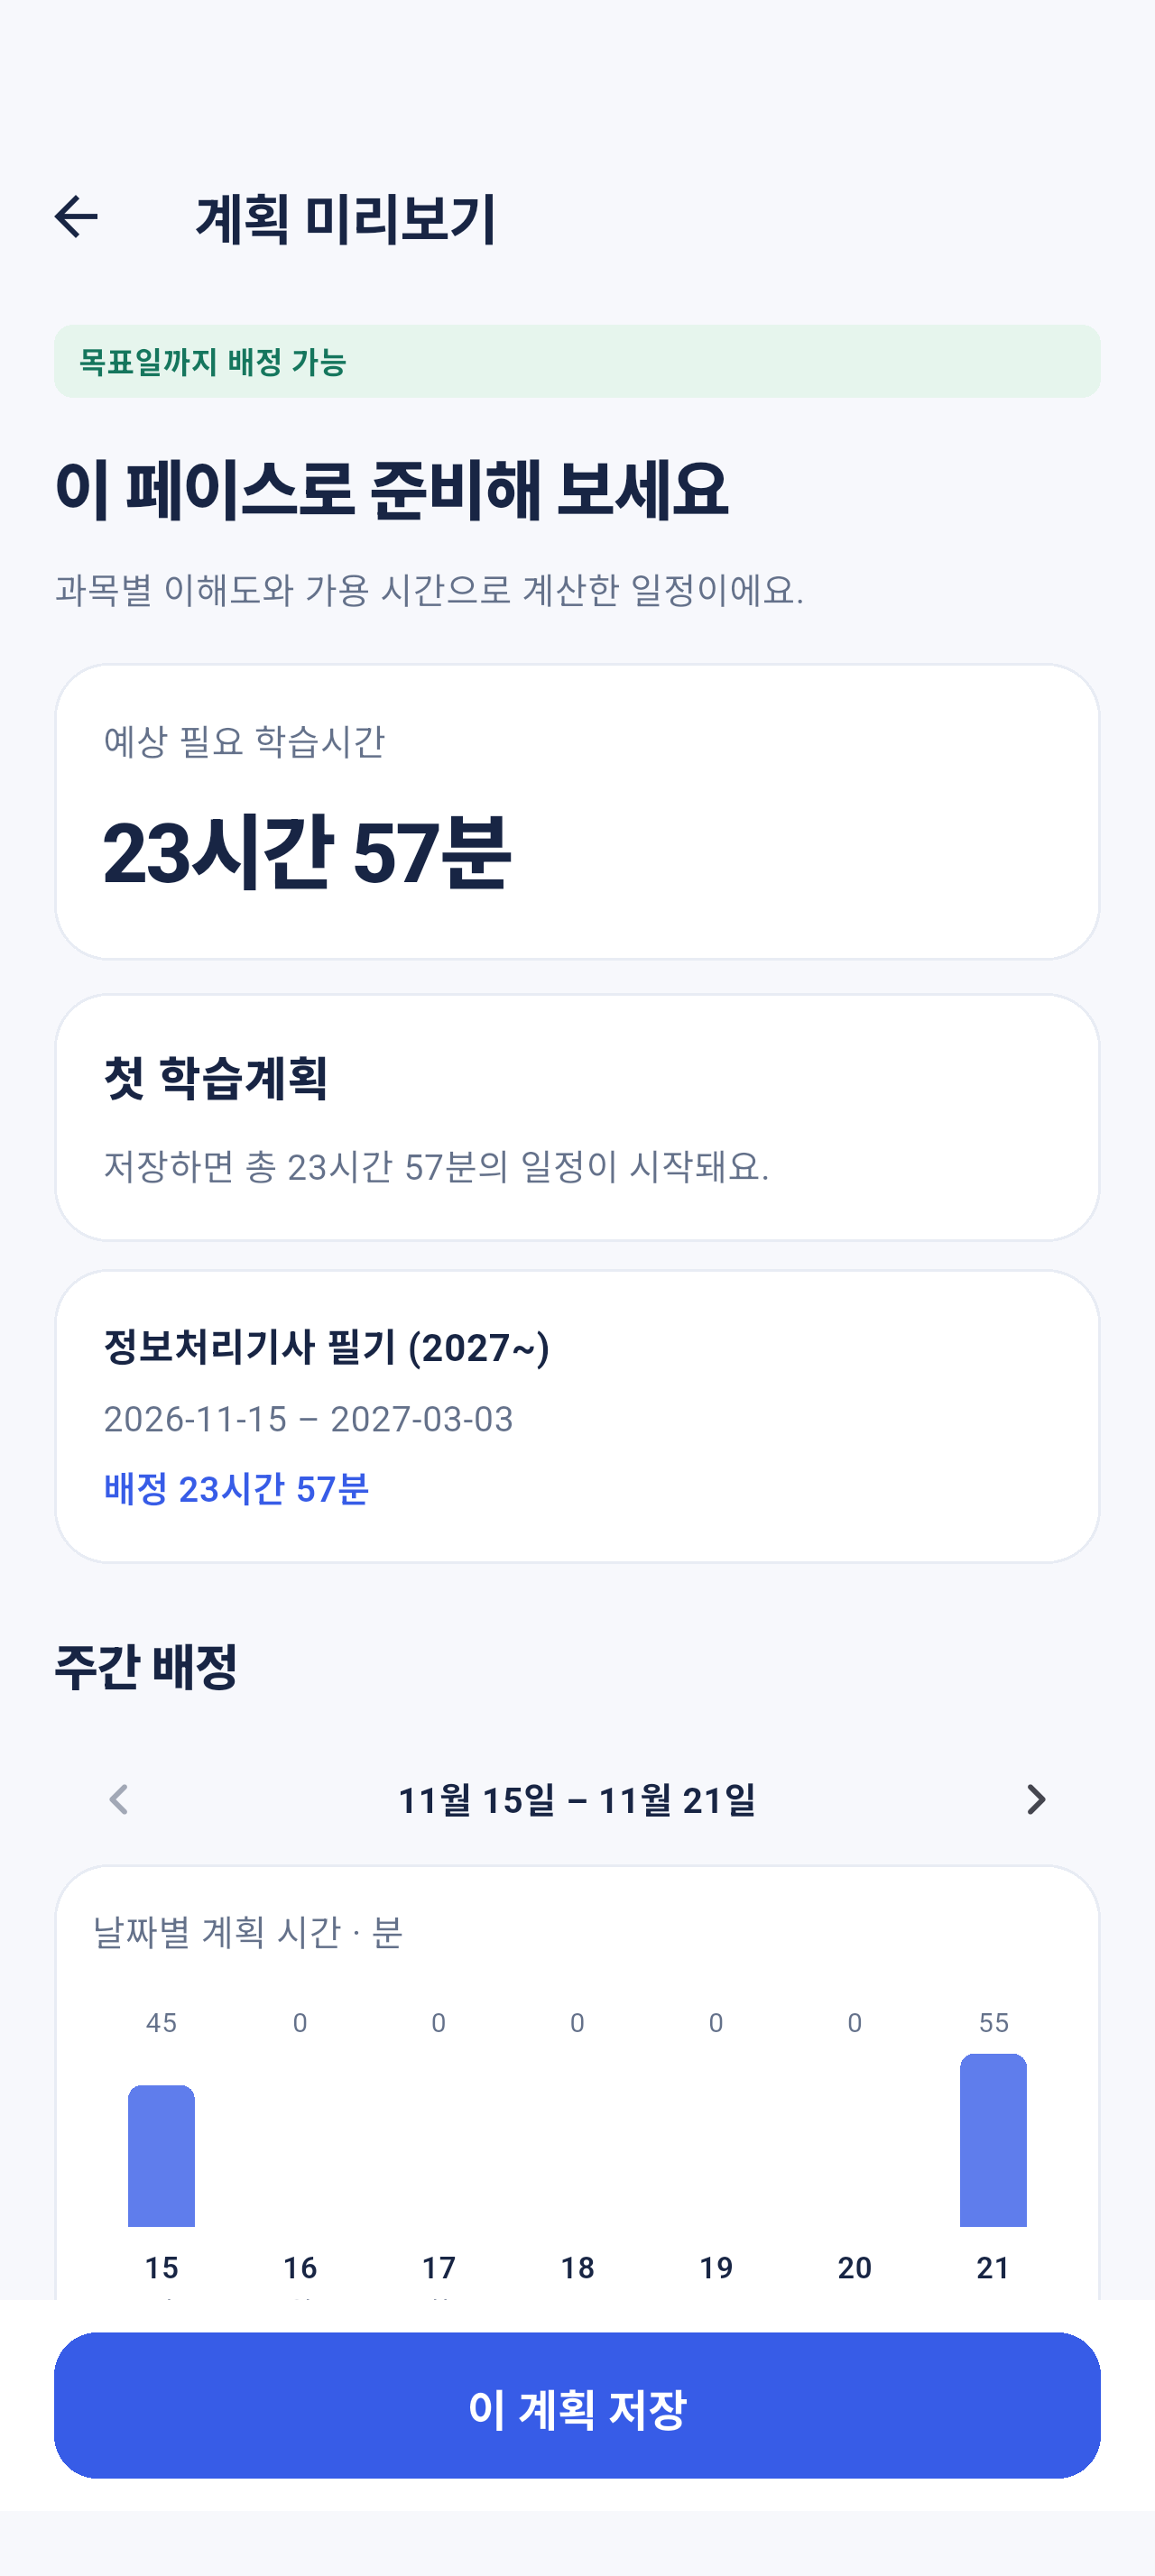 계획 미리보기
목표일까지 배정 가능
이 페이스로 준비해 보세요
과목별 이해도와 가용 시간으로 계산한 일정이에요.
예상 필요 학습시간
23시간 57분
첫 학습계획
저장하면 총 23시간 57분의 일정이 시작돼요.
정보처리기사 필기 (2027~)
2026-11-15 – 2027-03-03
배정 23시간 57분
주간 배정
11월 15일 – 11월 21일
날짜별 계획 시간 · 분
45 0 0 0 0 0 55
15 16 17 18 19 20 21
이 계획 저장